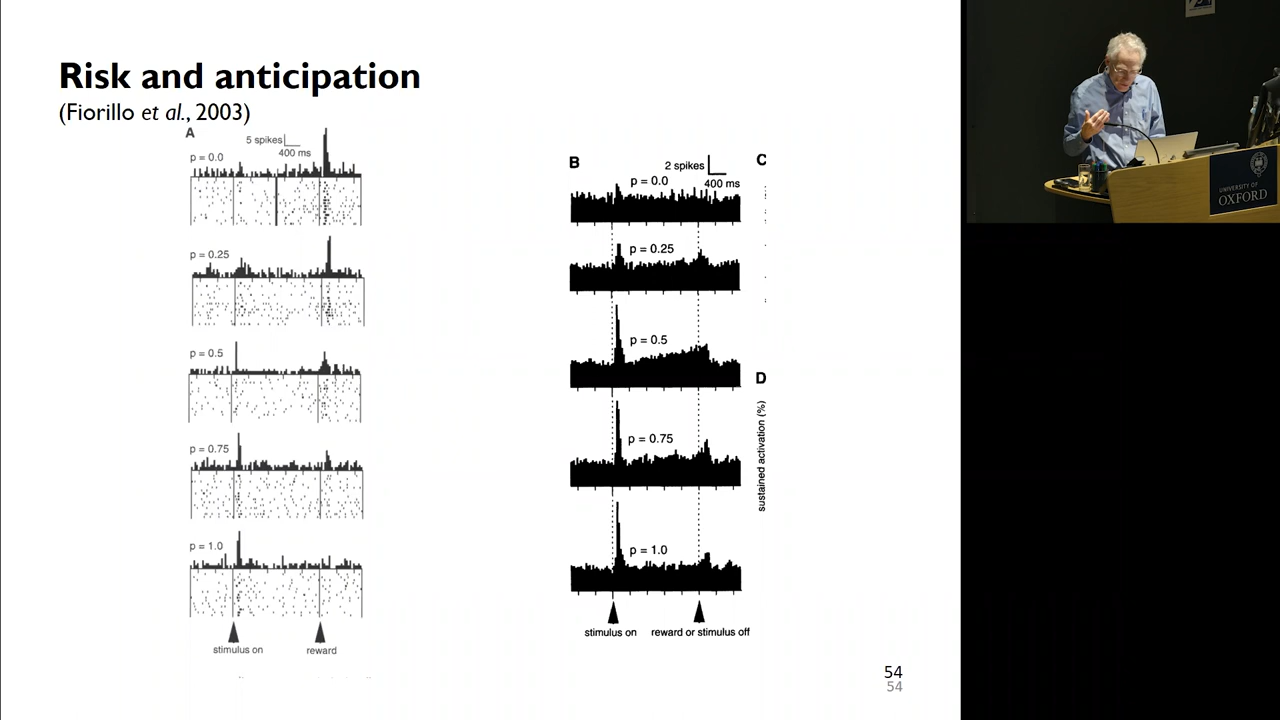 Risk and anticipation
(Fiorillo et al., 2003)
A
5 spikes
400 ms
p = 0.0
p = 0.25
p = 0.5
p = 0.75
p = 1.0
stimulus on
reward
B
2 spikes
400 ms
p = 0.0
p = 0.25
p = 0.5
p = 0.75
p = 1.0
stimulus on
reward or stimulus off
C
D
sustained activation (%)
54
54
UNIVERSITY OF
OXFORD